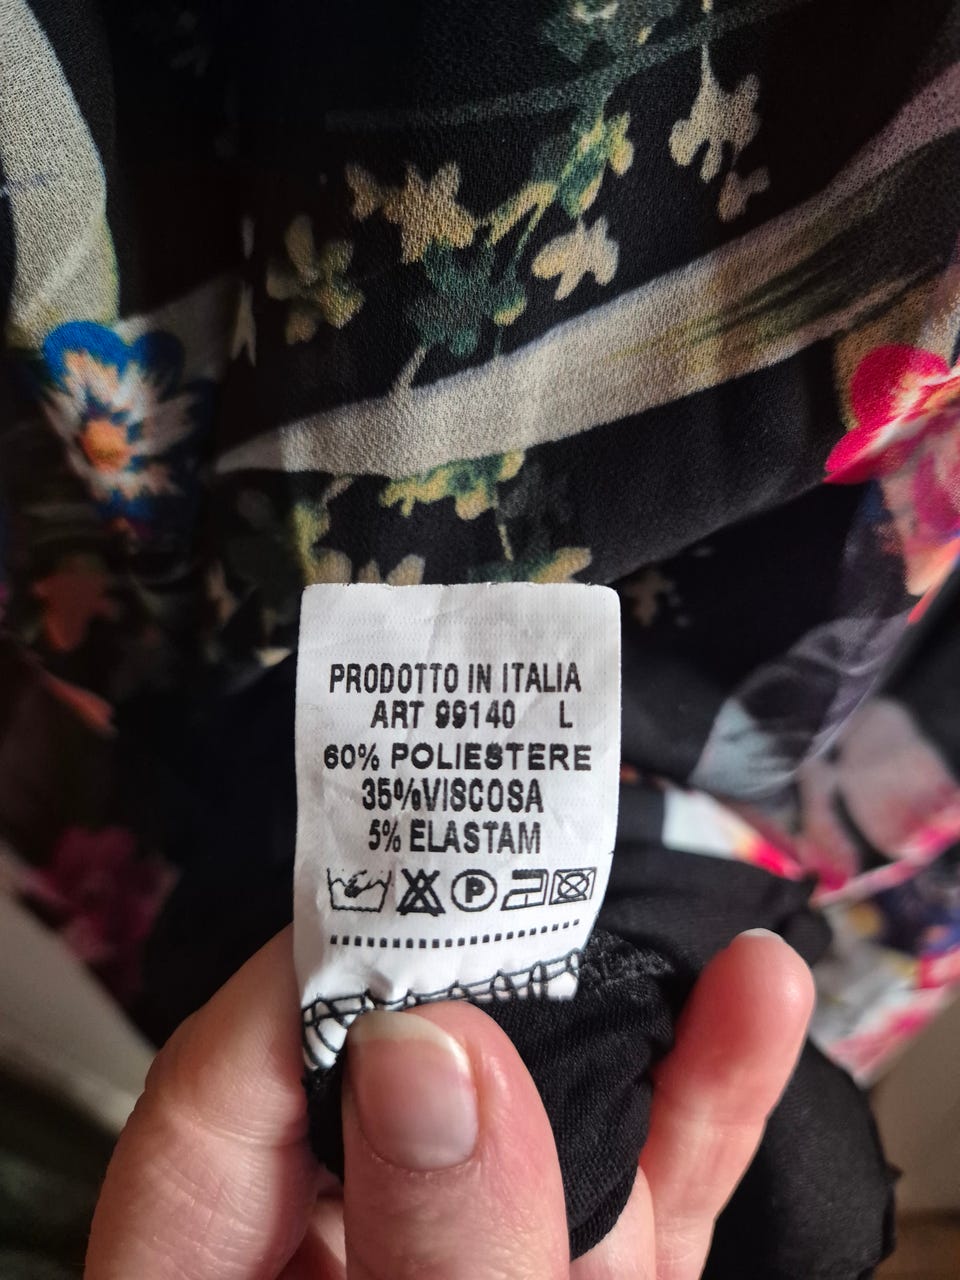 PRODOTTO IN ITALIA
ART 99140 L
60% POLIESTERE
35%VISCOSA
5% ELASTAM
P